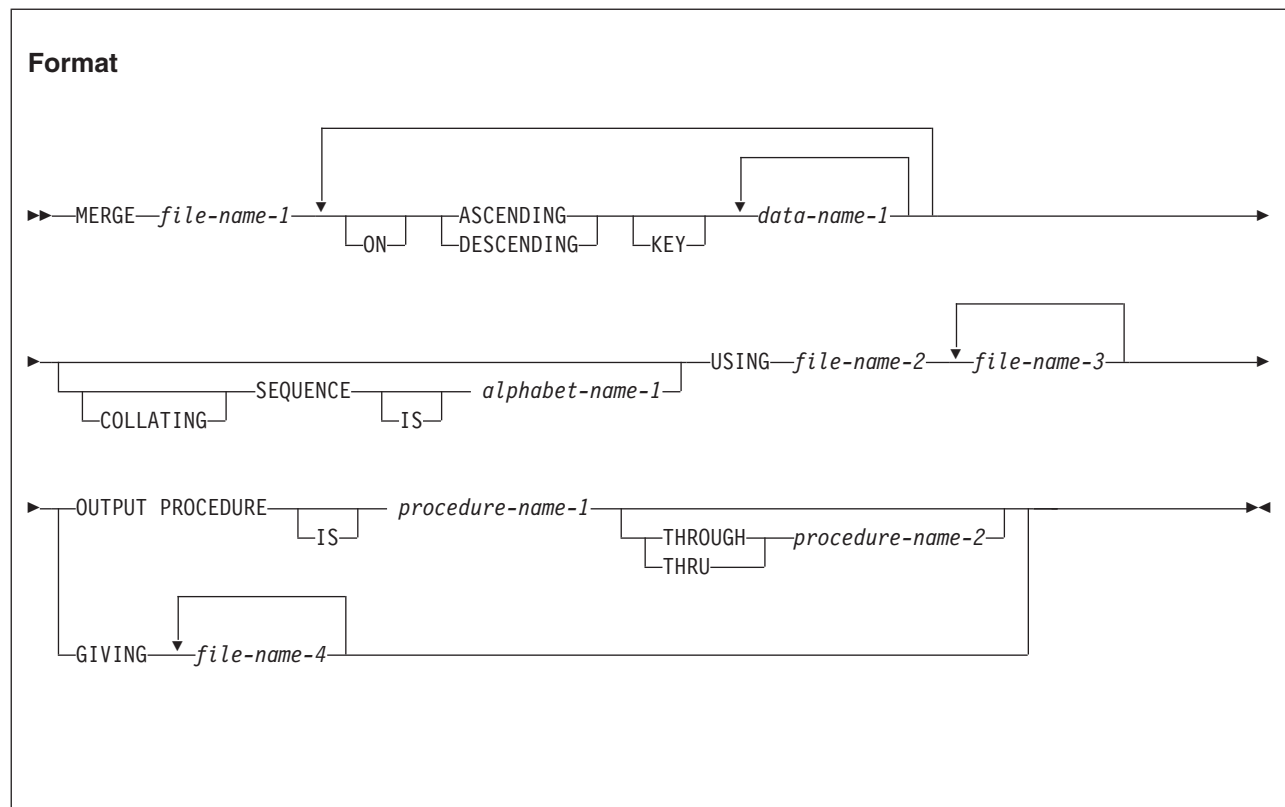 Format
MERGE file-name-1 ON ASCENDING KEY data-name-1
DESCENDING
COLLATING SEQUENCE IS alphabet-name-1 USING file-name-2 file-name-3
OUTPUT PROCEDURE IS procedure-name-1 THROUGH procedure-name-2
THRU
GIVING file-name-4